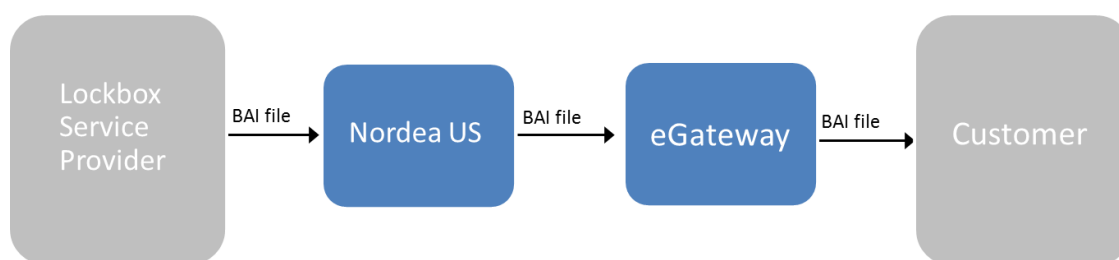 Lockbox
Service
Provider
BAI file
Nordea US
BAI file
eGateway
BAI file
Customer